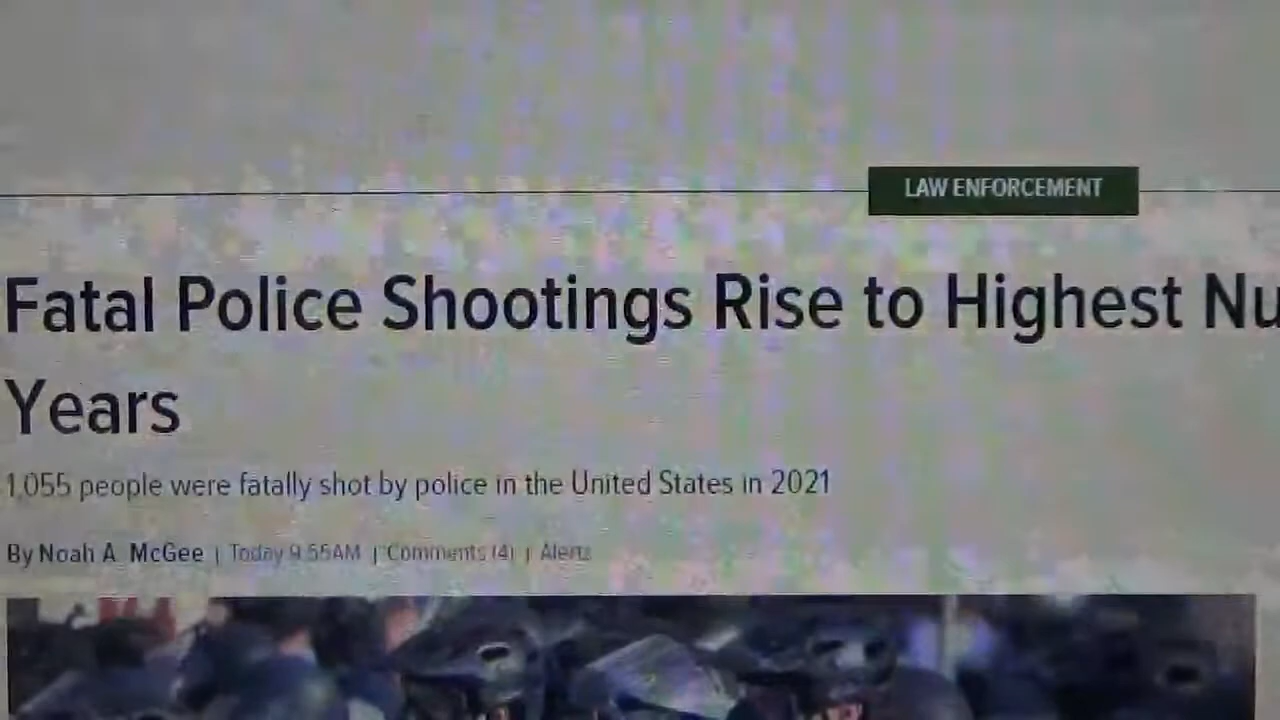 LAW ENFORCEMENT
Fatal Police Shootings Rise to Highest Nu
Years
1,055 people were fatally shot by police in the United States in 2021
By Noah A. McGee | Today 9:55AM | Comments (4) | Alerts